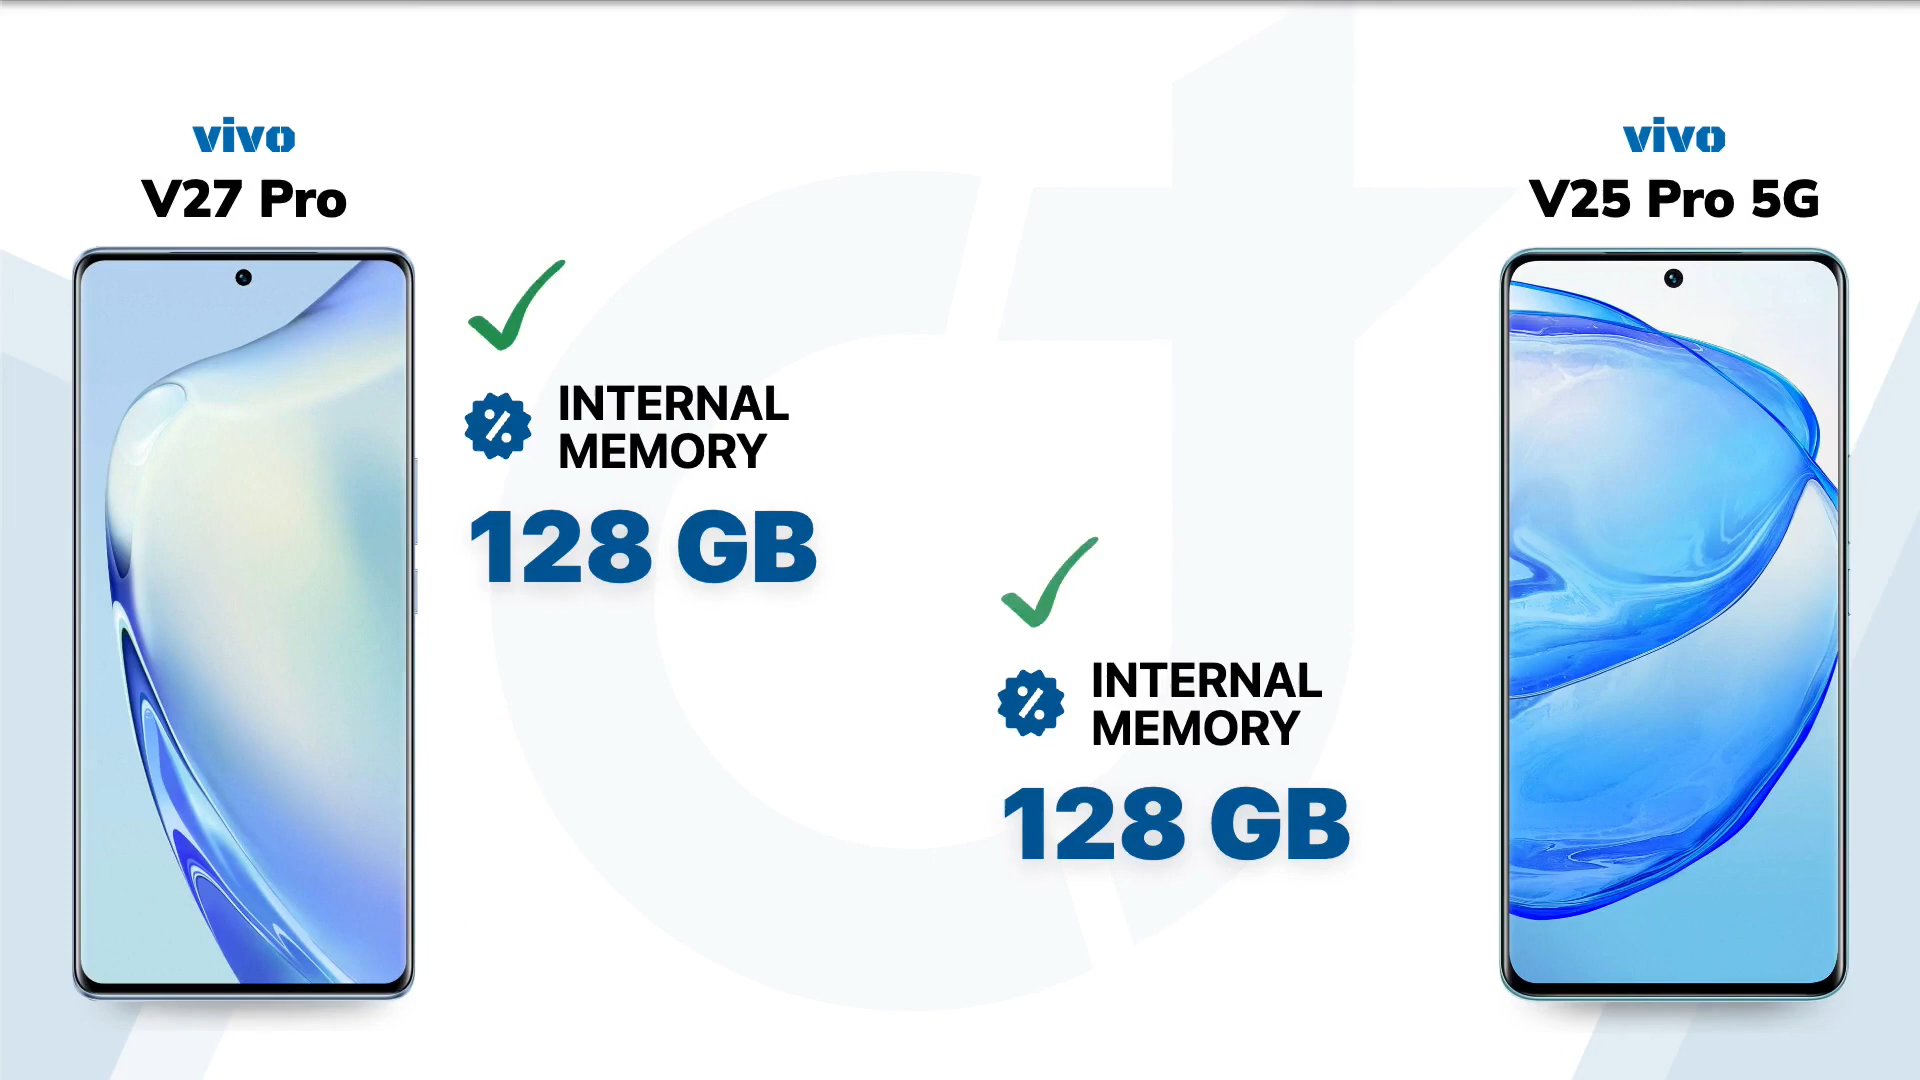 vivo
V27 Pro
INTERNAL
MEMORY
128 GB
vivo
V25 Pro 5G
INTERNAL
MEMORY
128 GB